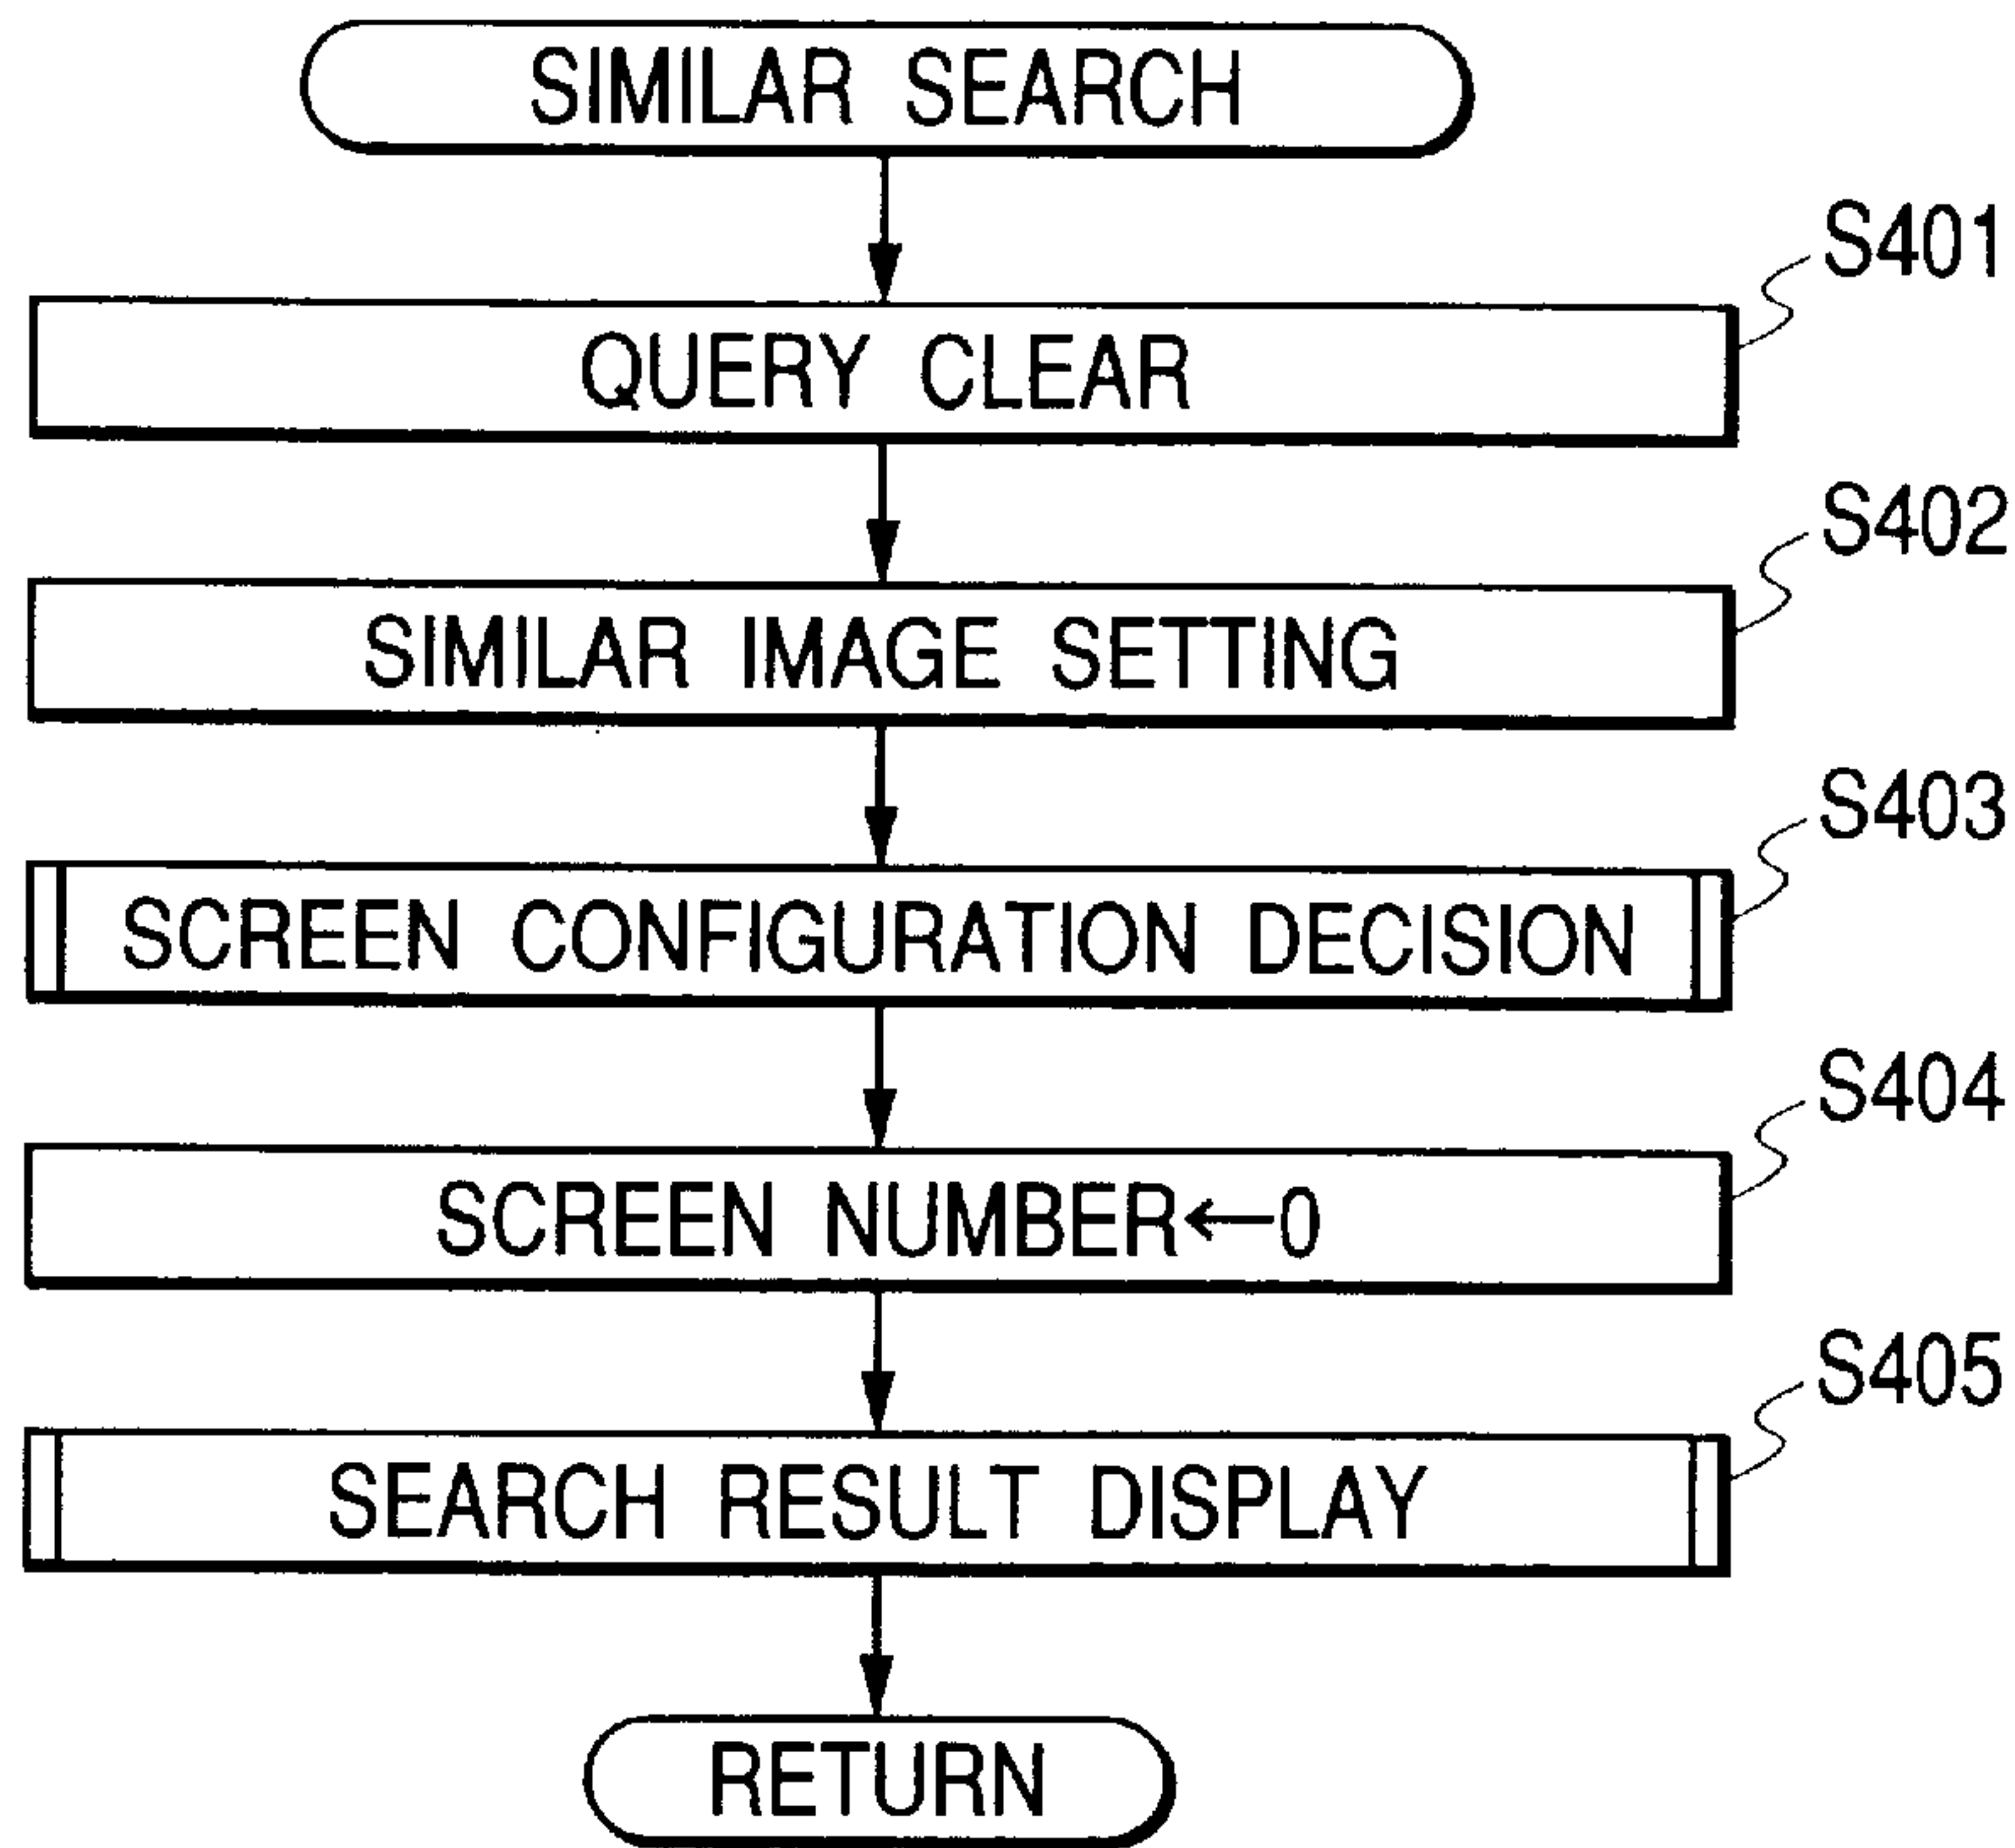 SIMILAR SEARCH
S401
QUERY CLEAR
S402
SIMILAR IMAGE SETTING
S403
SCREEN CONFIGURATION DECISION
S404
SCREEN NUMBER←0
S405
SEARCH RESULT DISPLAY
RETURN